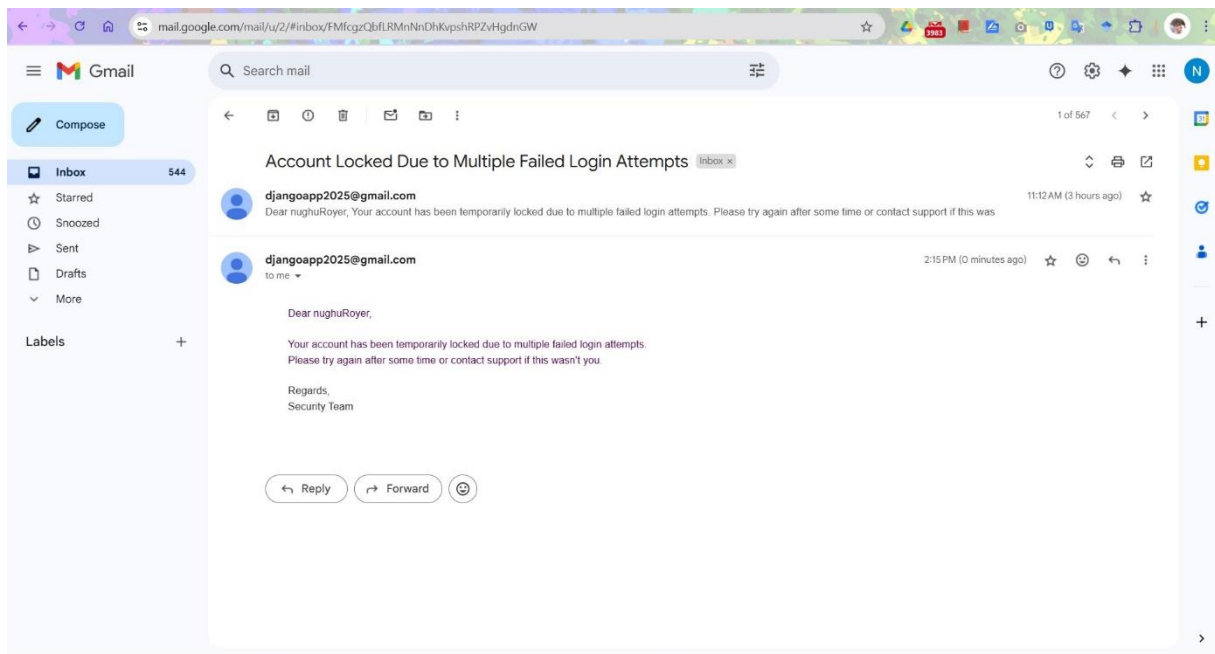 mail.google.com/mail/u/2/#inbox/FMfcgzQbfLRMnNnDhKvpshRPZvHgdnGW
3983
Gmail
Search mail
N
Compose
1 of 567
Account Locked Due to Multiple Failed Login Attempts Inbox ×
Inbox 544
Starred
Snoozed
Sent
Drafts
More
Labels
djangoapp2025@gmail.com 11:12 AM (3 hours ago)
Dear nughuRoyer, Your account has been temporarily locked due to multiple failed login attempts. Please try again after some time or contact support if this was
djangoapp2025@gmail.com 2:15 PM (0 minutes ago)
to me
Dear nughuRoyer,
Your account has been temporarily locked due to multiple failed login attempts.
Please try again after some time or contact support if this wasn't you.
Regards,
Security Team
Reply Forward